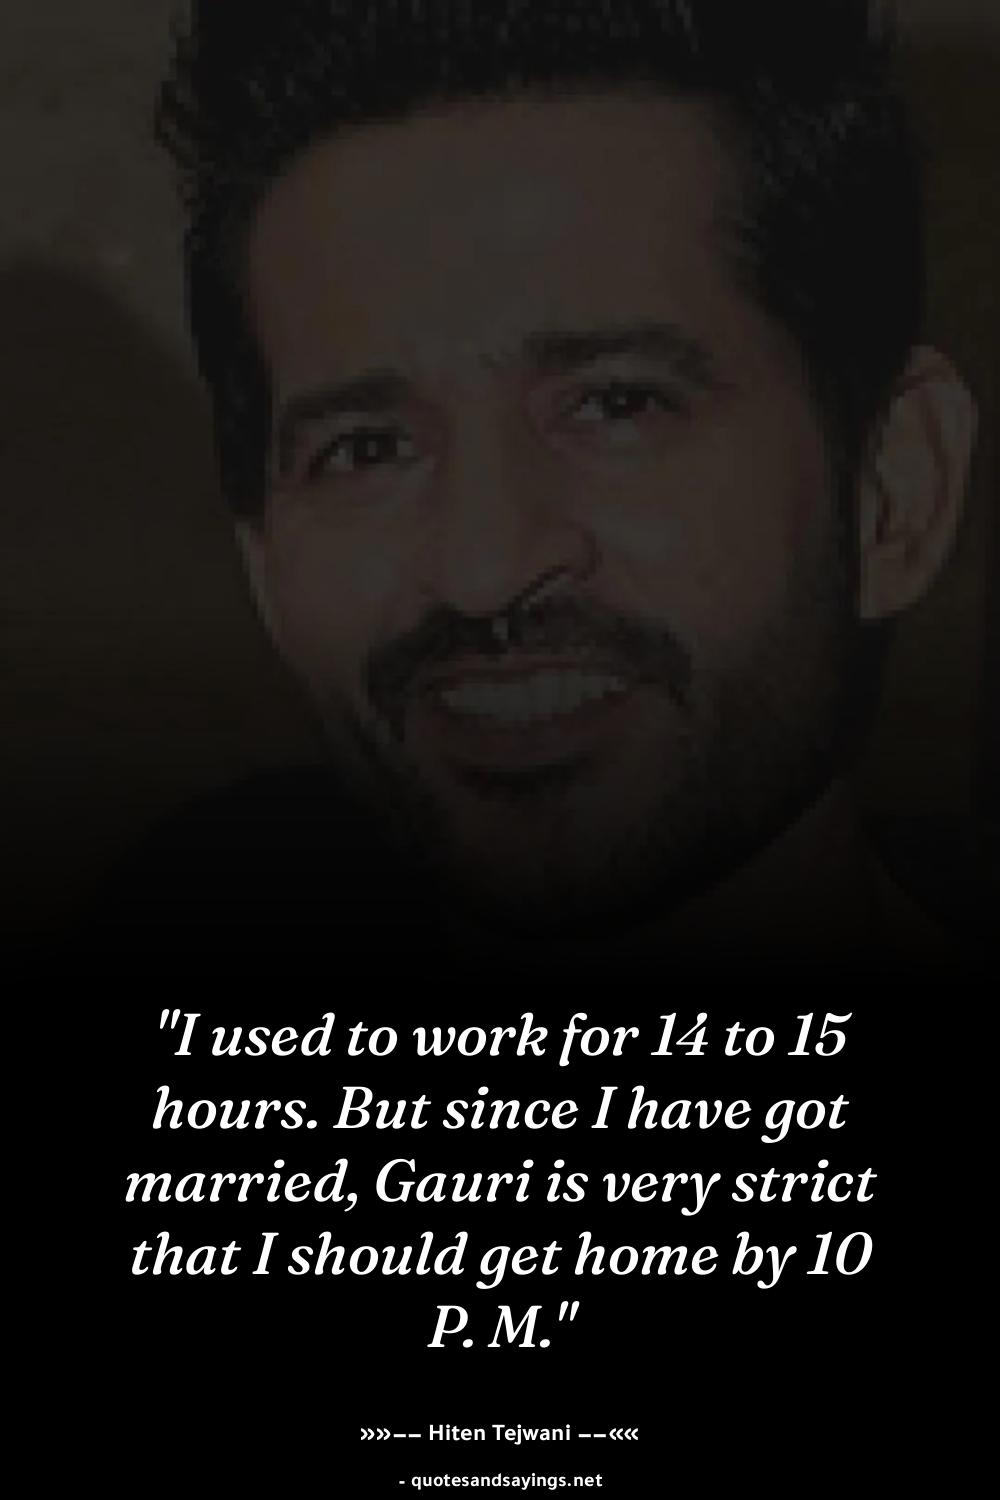 "I used to work for 14 to 15
hours. But since I have got
married, Gauri is very strict
that I should get home by 10
P. M."
»»–– Hiten Tejwani ––««
- quotesandsayings.net